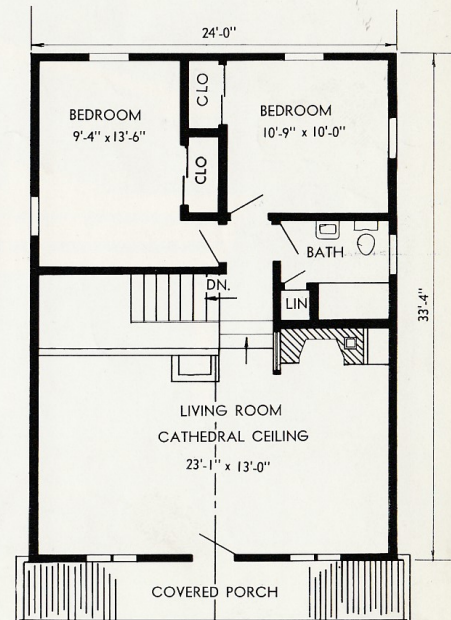 24'-0"
CLO
BEDROOM
9'-4" x 13'-6"
BEDROOM
10'-9" x 10'-0"
CLO
BATH
DN.
LIN
33'-4"
LIVING ROOM
CATHEDRAL CEILING
23'-1" x 13'-0"
COVERED PORCH